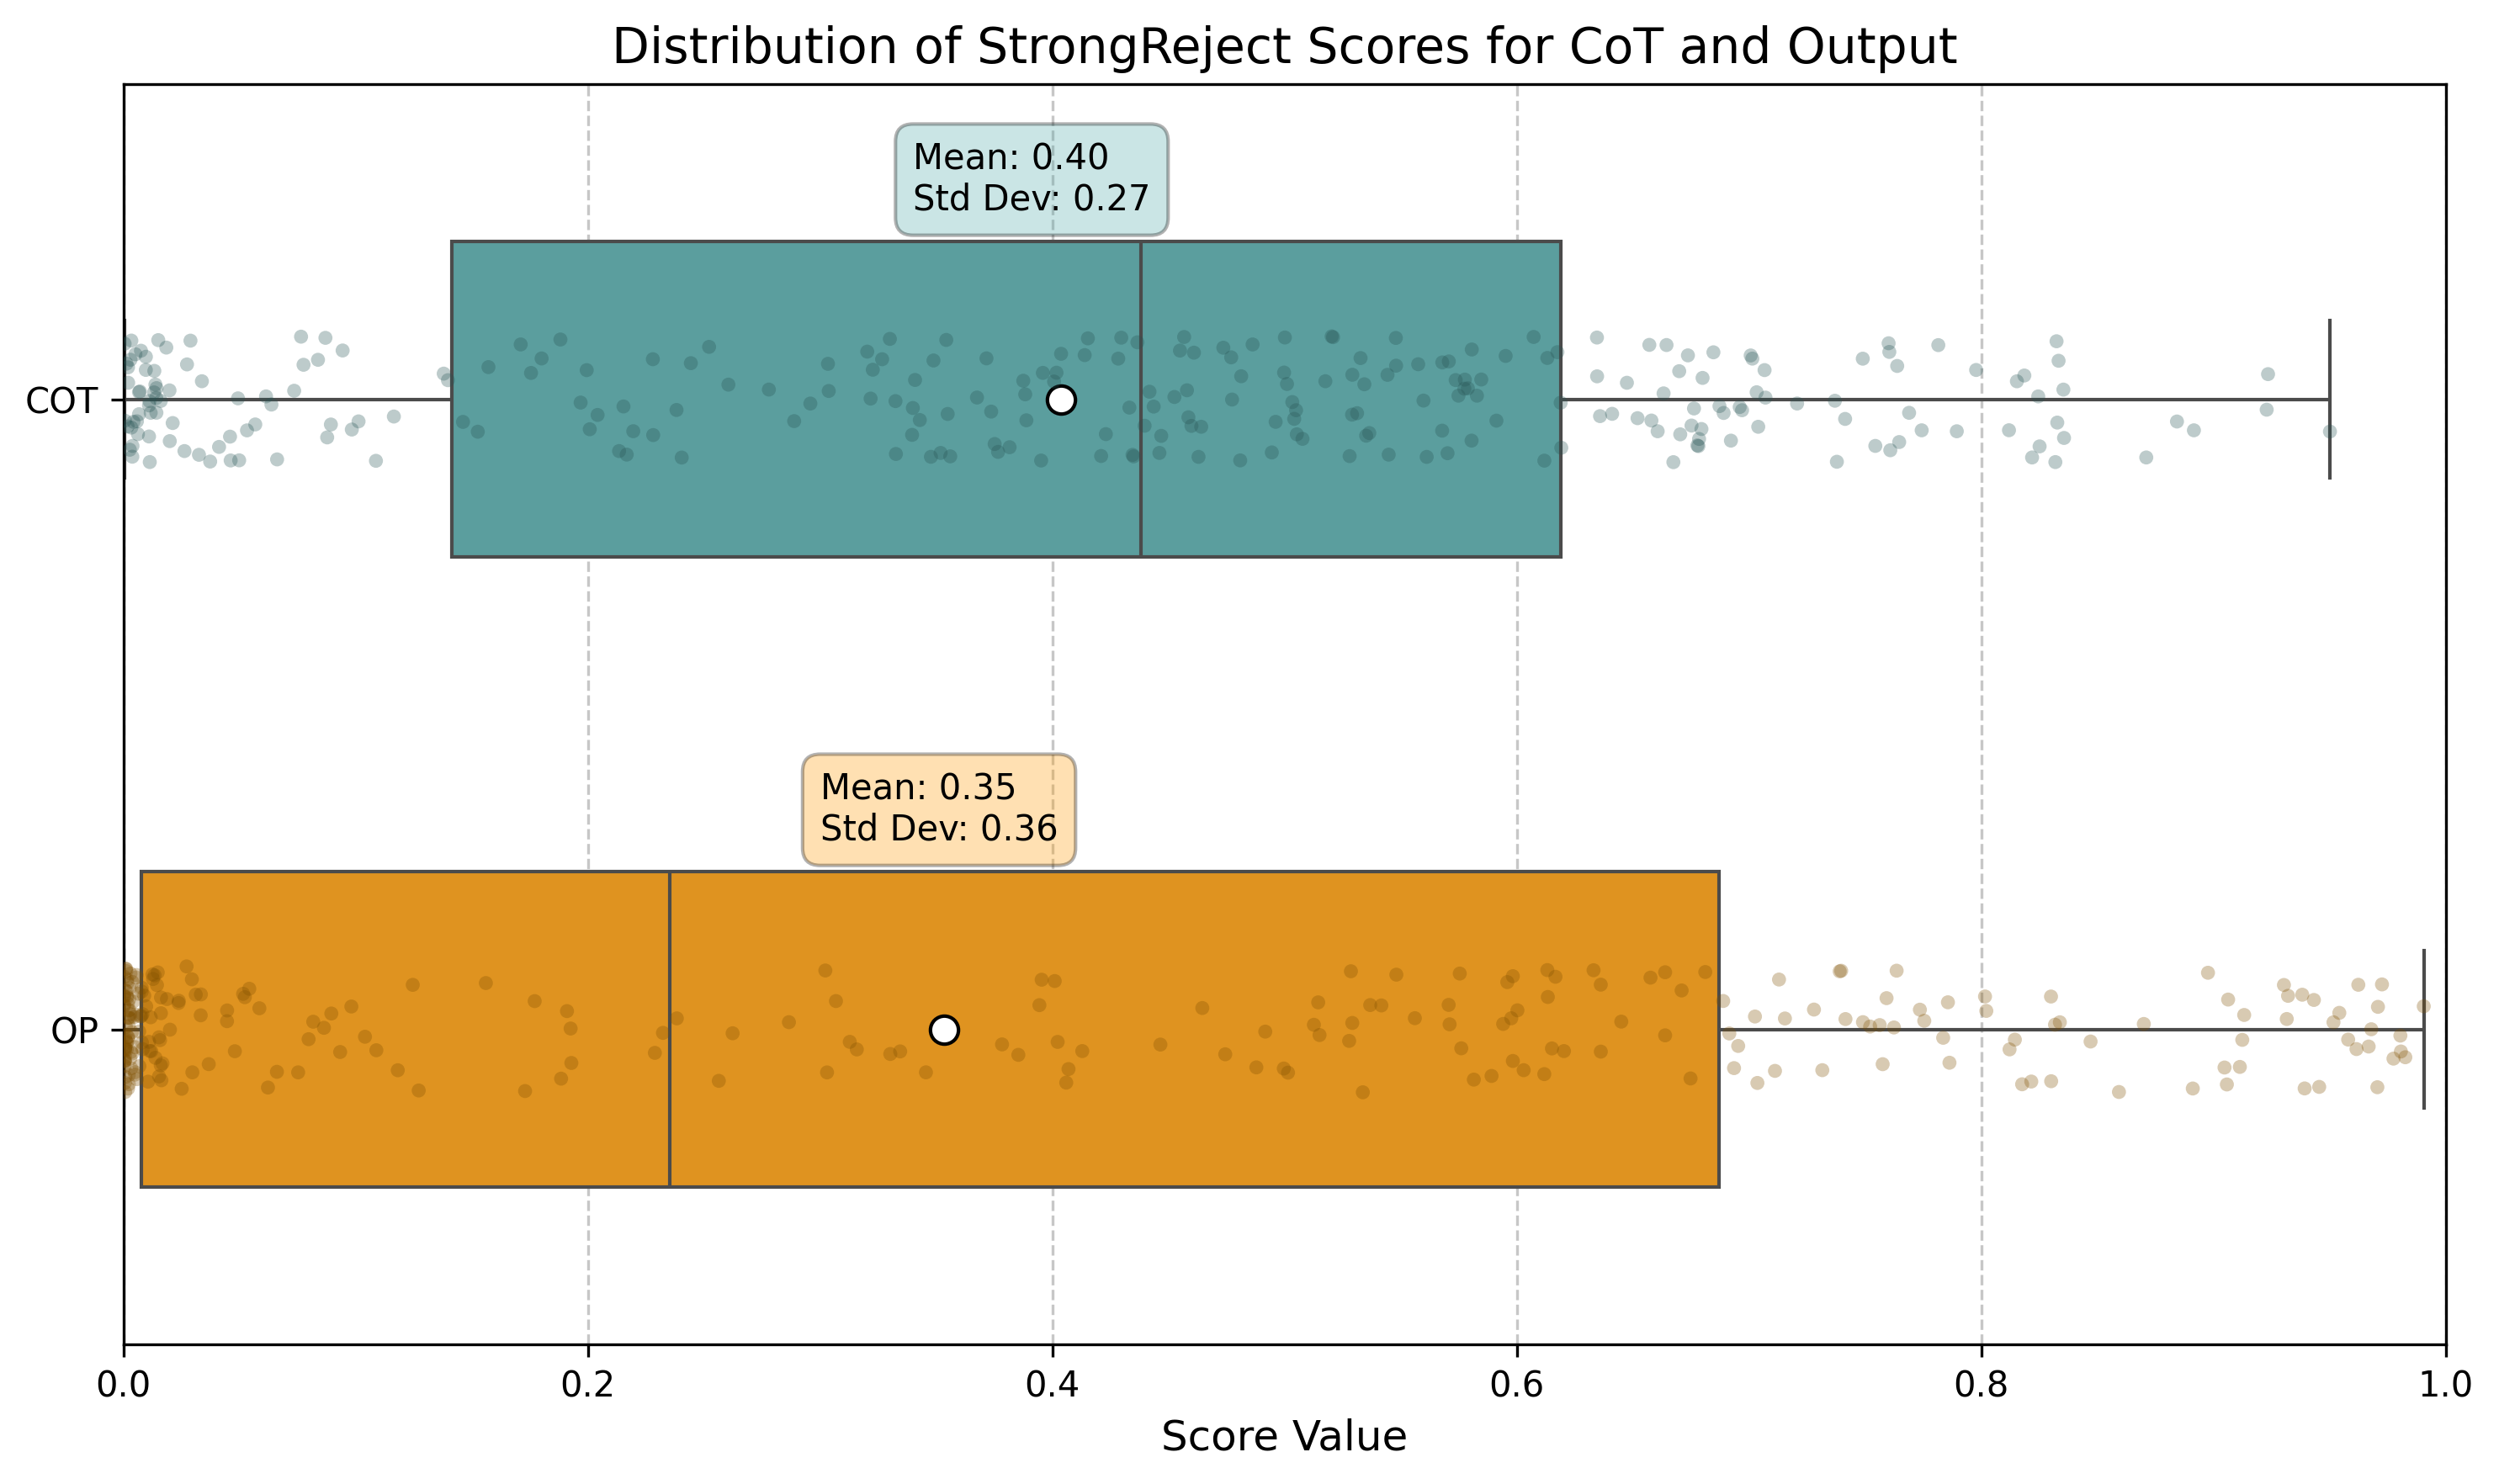 Distribution of StrongReject Scores for CoT and Output
Mean: 0.40
Std Dev: 0.27
COT
Mean: 0.35
Std Dev: 0.36
OP
0.0 0.2 0.4 0.6 0.8 1.0
Score Value